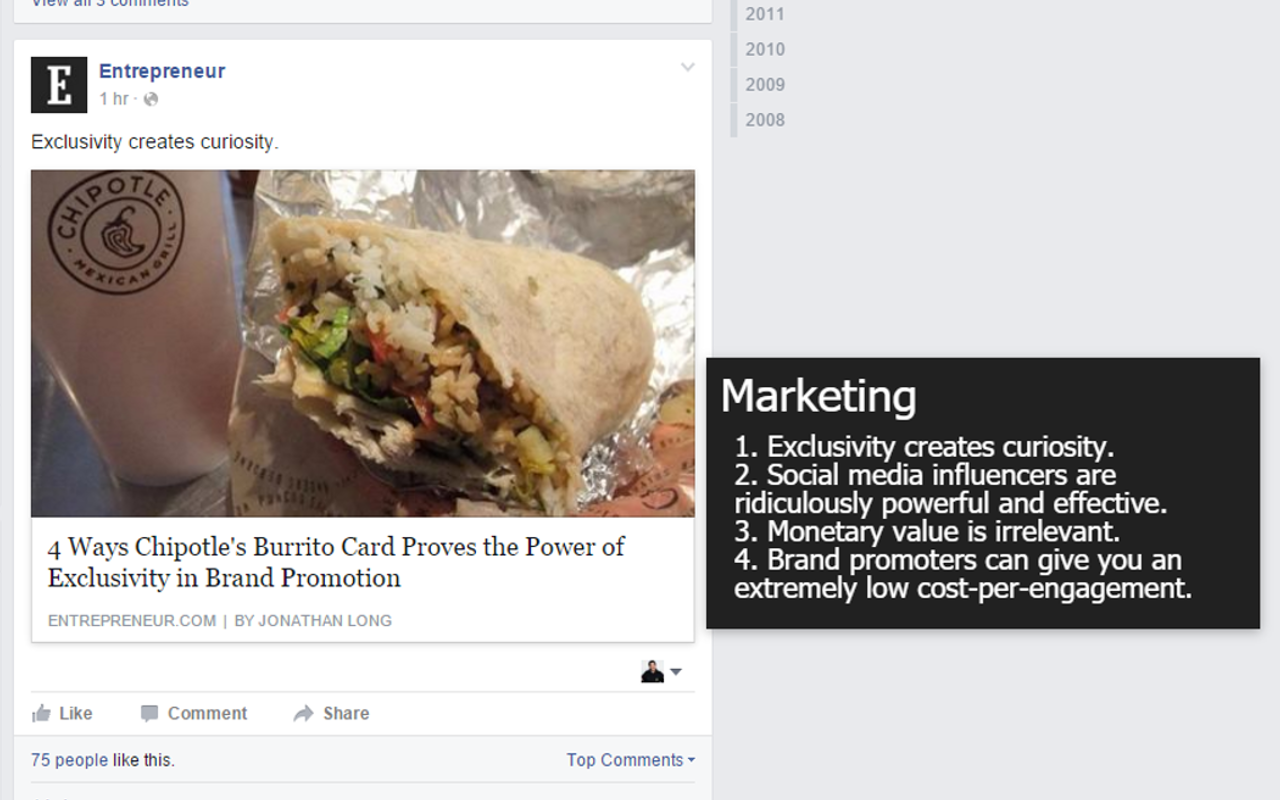 View all 3 comments
2011
2010
2009
2008
E
Entrepreneur
1 hr ·
Exclusivity creates curiosity.
CHIPOTLE
MEXICAN GRILL
4 Ways Chipotle's Burrito Card Proves the Power of
Exclusivity in Brand Promotion
ENTREPRENEUR.COM | BY JONATHAN LONG
Like Comment Share
75 people like this.
Top Comments
Marketing
1. Exclusivity creates curiosity.
2. Social media influencers are
ridiculously powerful and effective.
3. Monetary value is irrelevant.
4. Brand promoters can give you an
extremely low cost-per-engagement.